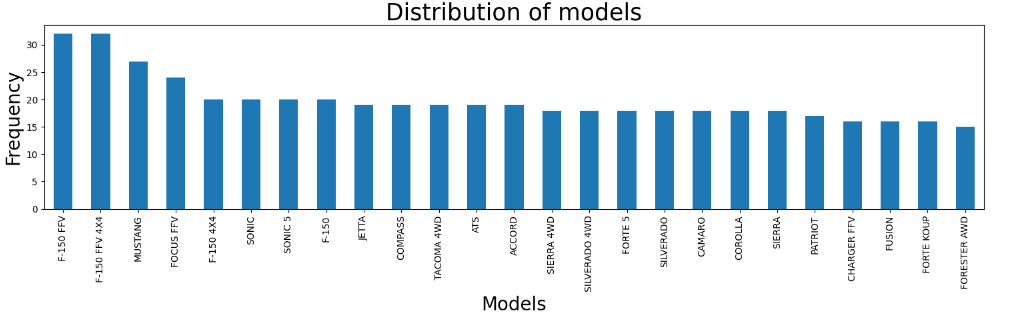 Distribution of models
Frequency
30
25
20
15
10
5
0
F-150 FFV
F-150 FFV 4X4
MUSTANG
FOCUS FFV
F-150 4X4
SONIC
SONIC 5
F-150
JETTA
COMPASS
TACOMA 4WD
ATS
ACCORD
SIERRA 4WD
SILVERADO 4WD
FORTE 5
SILVERADO
CAMARO
COROLLA
SIERRA
PATRIOT
CHARGER FFV
FUSION
FORTE KOUP
FORESTER AWD
Models